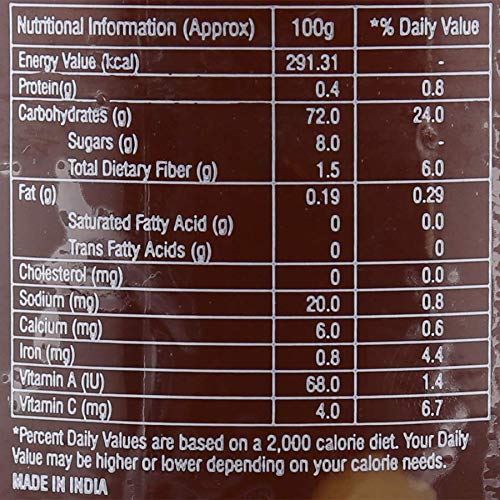 Nutritional Information (Approx) 100g *% Daily Value
Energy Value (kcal) 291.31 -
Protein(g) 0.4 0.8
Carbohydrates (g) 72.0 24.0
Sugars (g) 8.0 -
Total Dietary Fiber (g) 1.5 6.0
Fat (g) 0.19 0.29
Saturated Fatty Acid (g) 0 0.0
Trans Fatty Acids (g) 0 0
Cholesterol (mg) 0 0.0
Sodium (mg) 20.0 0.8
Calcium (mg) 6.0 0.6
Iron (mg) 0.8 4.4
Vitamin A (IU) 68.0 1.4
Vitamin C (mg) 4.0 6.7
*Percent Daily Values are based on a 2,000 calorie diet. Your Daily
Value may be higher or lower depending on your calorie needs.
MADE IN INDIA